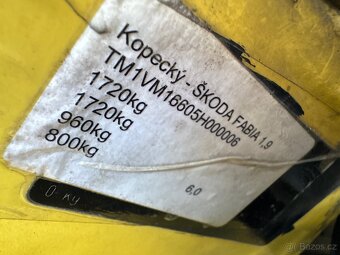 Kopecký - ŠKODA FABIA 1,9
TM1VM16605H000006
1720kg
1720kg
960kg
800kg
6,0
0 kg
Bazos.cz